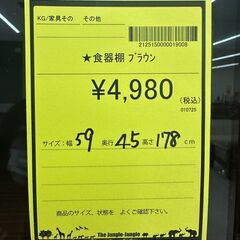 KG/家具その　その他
2125150000019008
★食器棚 ブラウン
¥4,980
(税込)
010725
サイズ:幅 59 奥行 45 高さ 178 cm
商品のサイズ、状態を よくご確認下さい。
The Jungle-Jungle